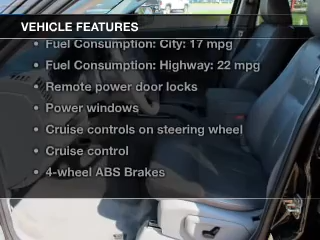 VEHICLE FEATURES
• Fuel Consumption: City: 17 mpg
• Fuel Consumption: Highway: 22 mpg
• Remote power door locks
• Power windows
• Cruise controls on steering wheel
• Cruise control
• 4-wheel ABS Brakes